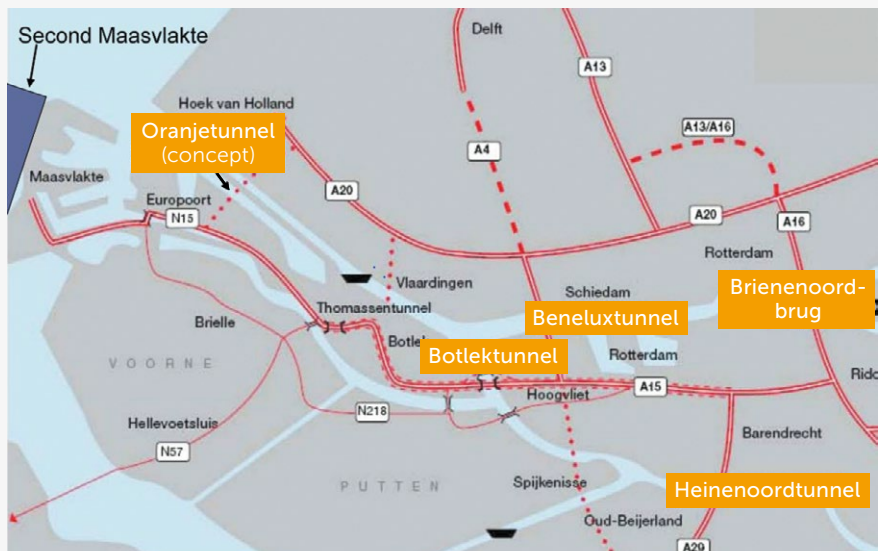 Second Maasvlakte
Delft
A13
Hoek van Holland
Oranjetunnel
(concept)
A13/A16
A4
Maasvlakte
A20
Europoort
N15
A20
A16
Rotterdam
Vlaardingen
Schiedam
Brienenoord-
brug
Thomassentunnel
Beneluxtunnel
Brielle
Botlektunnel
Rotterdam
VOORNE
A15
Hoogvliet
N218
Hellevoetsluis
Barendrecht
N57
Spijkenisse
PUTTEN
Heinenoordtunnel
Oud-Beijerland
A29